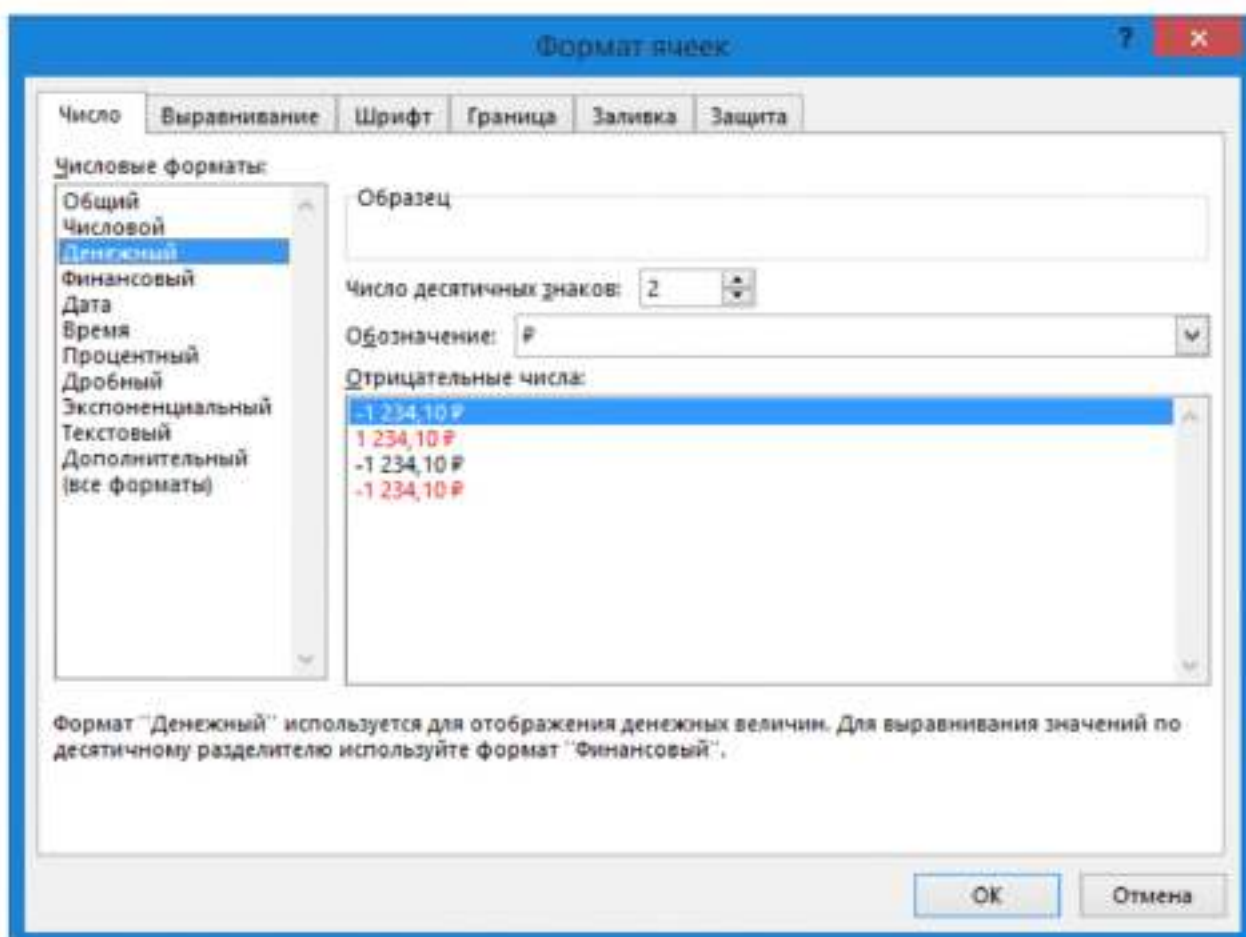 Формат ячеек
?
Число Выравнивание Шрифт Граница Заливка Защита
Числовые форматы:
Общий
Числовой
Денежный
Финансовый
Дата
Время
Процентный
Дробный
Экспоненциальный
Текстовый
Дополнительный
(все форматы)
Образец
Число десятичных знаков: 2
Обозначение: ₽
Отрицательные числа:
-1 234,10 ₽
1 234,10 ₽
-1 234,10 ₽
-1 234,10 ₽
Формат "Денежный" используется для отображения денежных величин. Для выравнивания значений по
десятичному разделителю используйте формат "Финансовый".
ОК Отмена